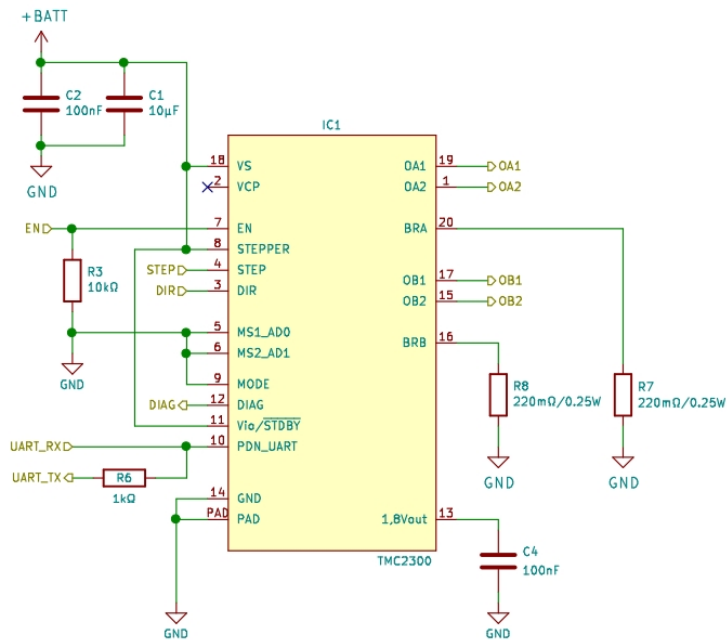 +BATT
C2
100nF
C1
10µF
GND
IC1
18 VS
2 VCP
7 EN
8 STEPPER
4 STEP
3 DIR
5 MS1_AD0
6 MS2_AD1
9 MODE
12 DIAG
11 Vio/STDBY
10 PDN_UART
14 GND
PAD PAD
OA1 19
OA2 1
BRA 20
OB1 17
OB2 15
BRB 16
1,8Vout 13
TMC2300
EN
R3
10kΩ
GND
STEP
DIR
DIAG
UART_RX
UART_TX
R6
1kΩ
GND
OA1
OA2
OB1
OB2
R8
220mΩ/0.25W
GND
R7
220mΩ/0.25W
GND
C4
100nF
GND